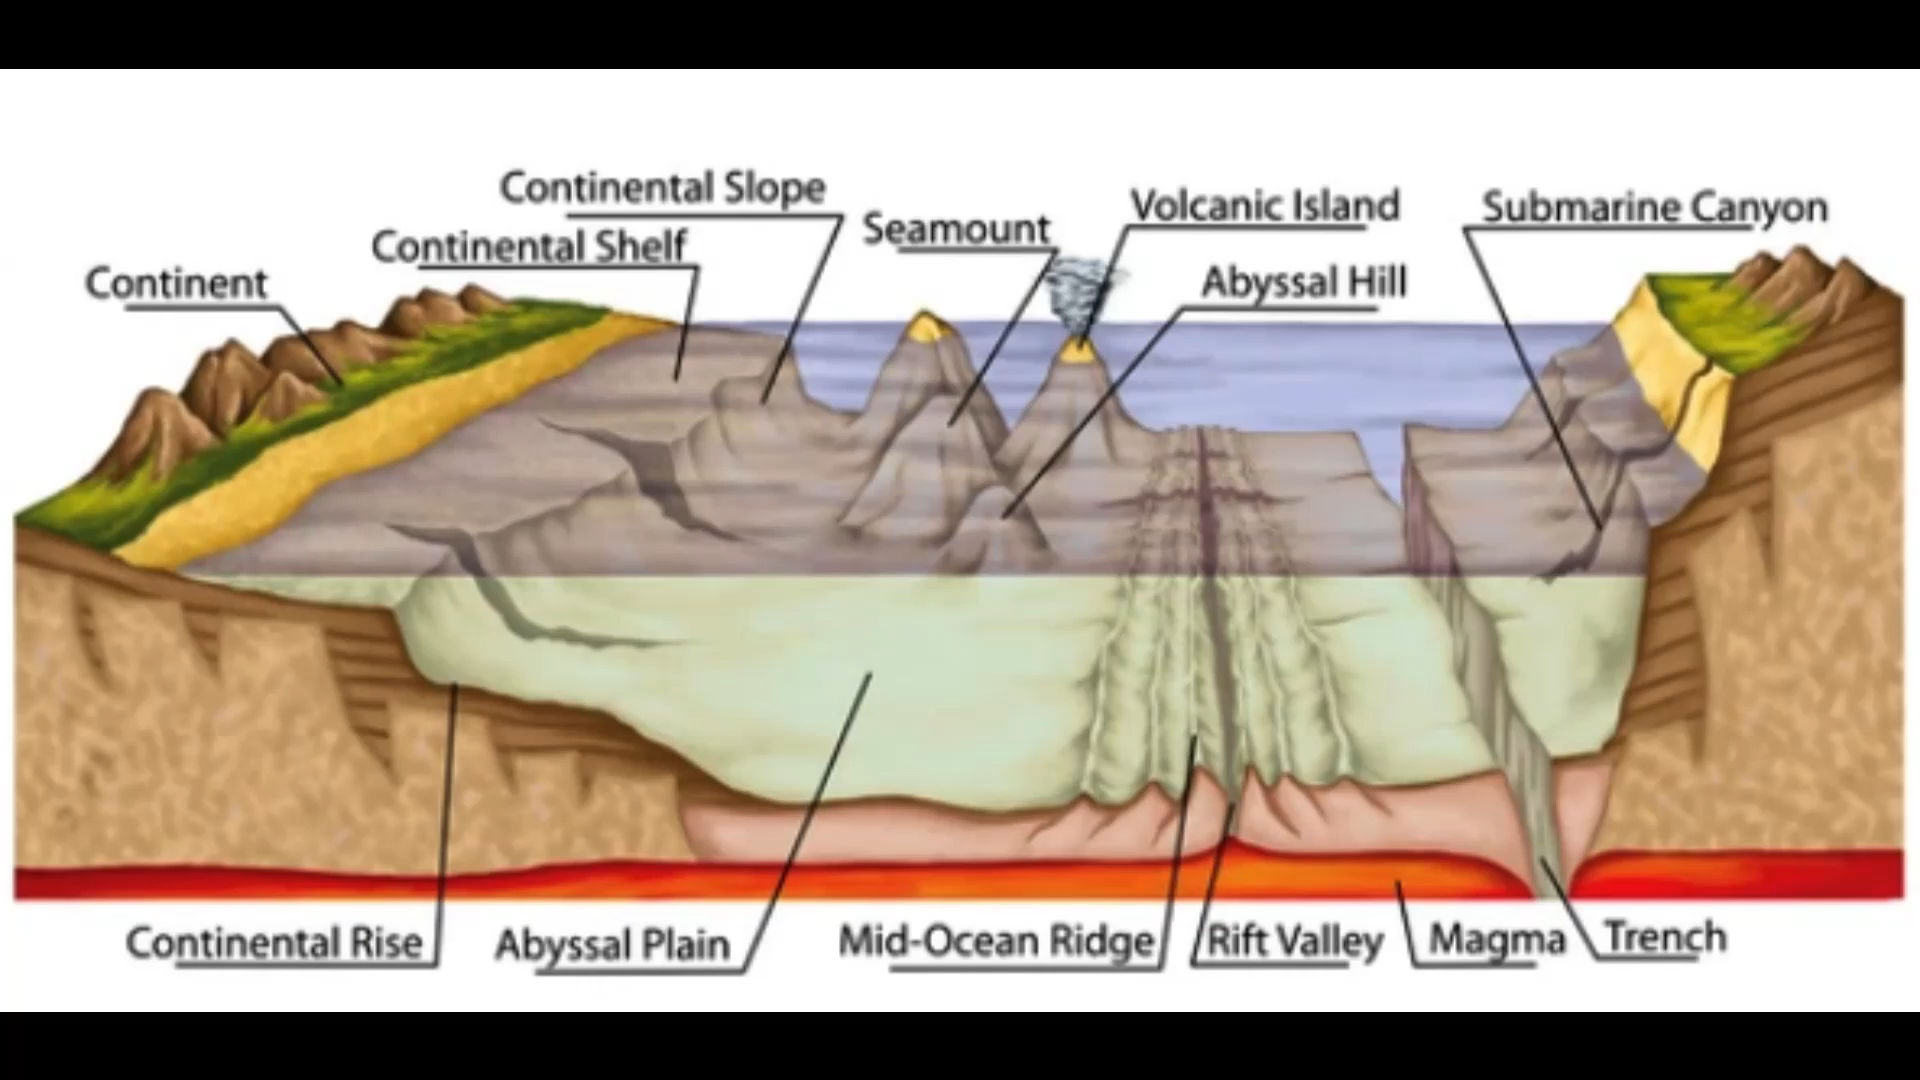 Continental Slope
Volcanic Island
Submarine Canyon
Seamount
Continental Shelf
Continent
Abyssal Hill
Continental Rise
Abyssal Plain
Mid-Ocean Ridge
Rift Valley
Magma
Trench